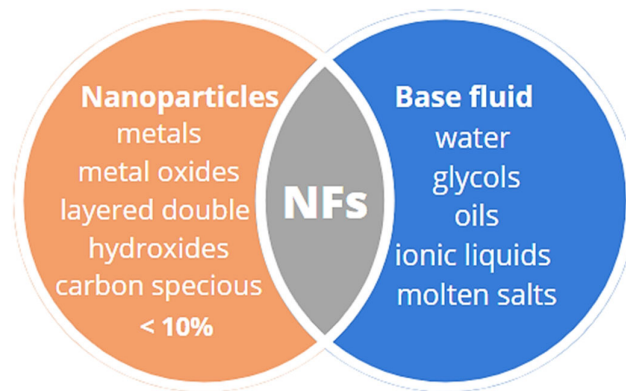 Nanoparticles
metals
metal oxides
layered double
hydroxides
carbon specious
< 10%
NFs
Base fluid
water
glycols
oils
ionic liquids
molten salts